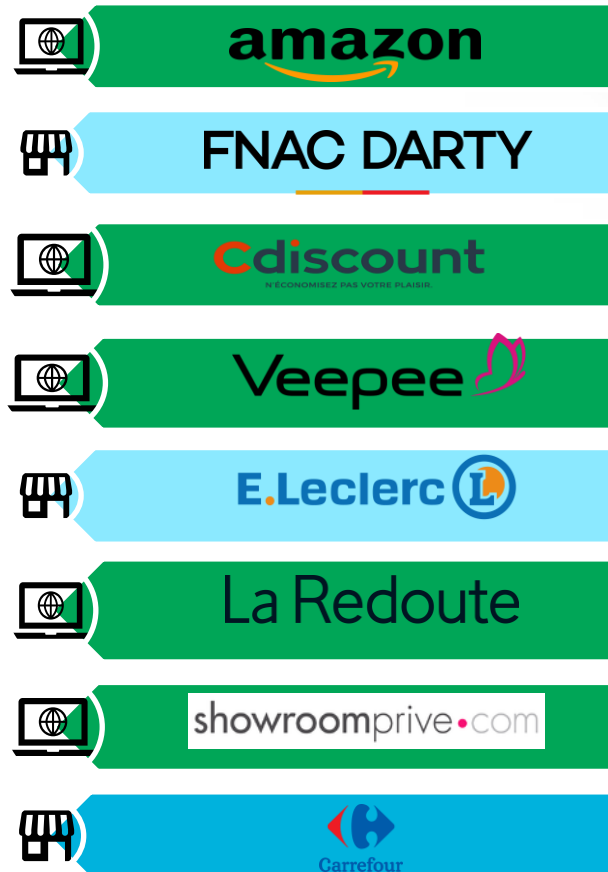 amazon
FNAC DARTY
Cdiscount
N'ÉCONOMISEZ PAS VOTRE PLAISIR.
Veepee
E.Leclerc L
La Redoute
showroomprive.com
Carrefour